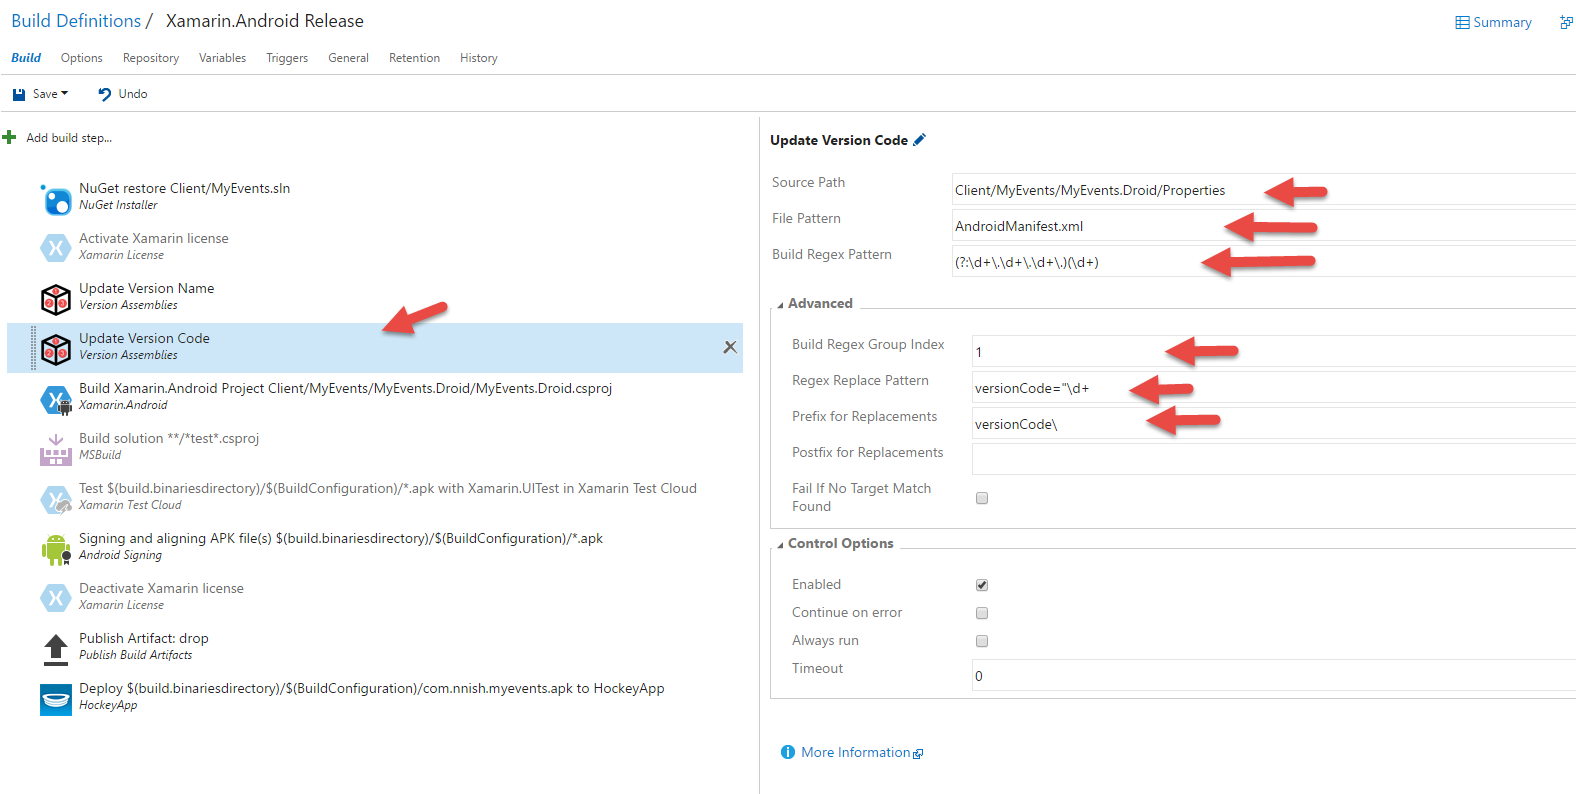 Build Definitions / Xamarin.Android Release
Summary
Build Options Repository Variables Triggers General Retention History
Save Undo
Add build step...
NuGet restore Client/MyEvents.sln
NuGet Installer
Activate Xamarin license
Xamarin License
Update Version Name
Version Assemblies
Update Version Code
Version Assemblies
Build Xamarin.Android Project Client/MyEvents/MyEvents.Droid/MyEvents.Droid.csproj
Xamarin.Android
Build solution **/*test*.csproj
MSBuild
Test $(build.binariesdirectory)/$(BuildConfiguration)/*.apk with Xamarin.UITest in Xamarin Test Cloud
Xamarin Test Cloud
Signing and aligning APK file(s) $(build.binariesdirectory)/$(BuildConfiguration)/*.apk
Android Signing
Deactivate Xamarin license
Xamarin License
Publish Artifact: drop
Publish Build Artifacts
Deploy $(build.binariesdirectory)/$(BuildConfiguration)/com.nnish.myevents.apk to HockeyApp
HockeyApp
Update Version Code
Source Path Client/MyEvents/MyEvents.Droid/Properties
File Pattern AndroidManifest.xml
Build Regex Pattern (?:\d+\.\d+\.\d+\.)(\d+)
Advanced
Build Regex Group Index 1
Regex Replace Pattern versionCode="\d+
Prefix for Replacements versionCode\
Postfix for Replacements
Fail If No Target Match
Found
Control Options
Enabled
Continue on error
Always run
Timeout 0
More Information